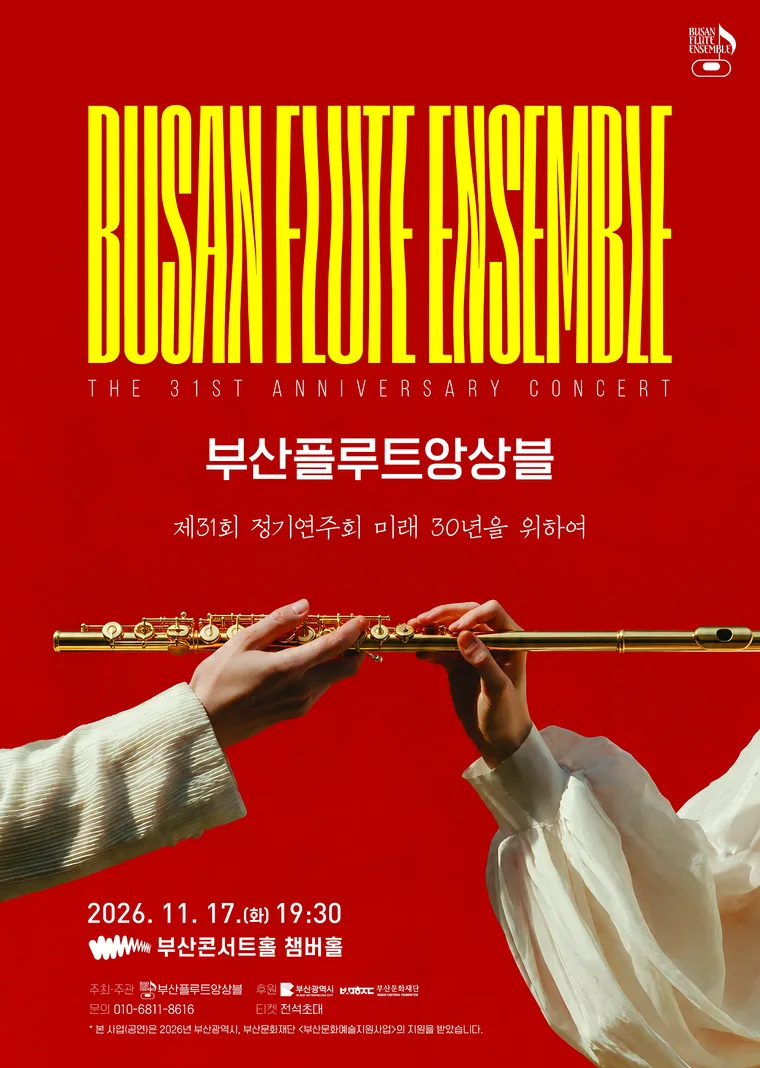 BUSAN
FLUTE
ENSEMBLE
BUSAN FLUTE ENSEMBLE
THE 31ST ANNIVERSARY CONCERT
부산플루트앙상블
제31회 정기연주회 미래 30년을 위하여
2026. 11. 17.(화) 19:30
부산콘서트홀 챔버홀
주최·주관 부산플루트앙상블 후원 부산광역시 부산문화재단
문의 010-6811-8616 티켓 전석초대
* 본 사업(공연)은 2026년 부산광역시, 부산문화재단 <부산문화예술지원사업>의 지원을 받았습니다.